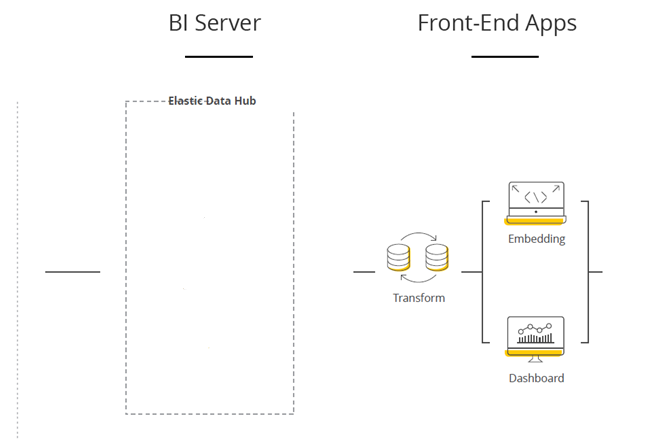 BI Server
Front-End Apps
Elastic Data Hub
Embedding
Transform
Dashboard